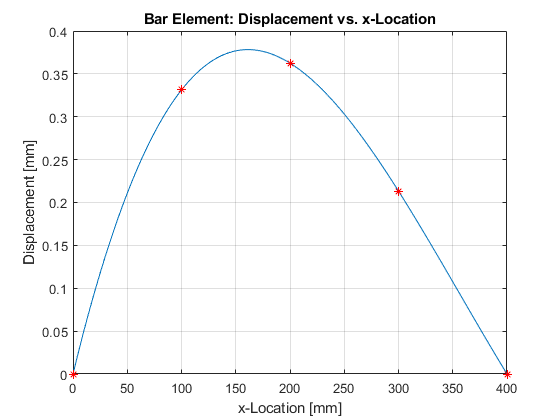 Bar Element: Displacement vs. x-Location
0.4
0.35
0.3
0.25
0.2
0.15
0.1
0.05
0
Displacement [mm]
0 50 100 150 200 250 300 350 400
x-Location [mm]